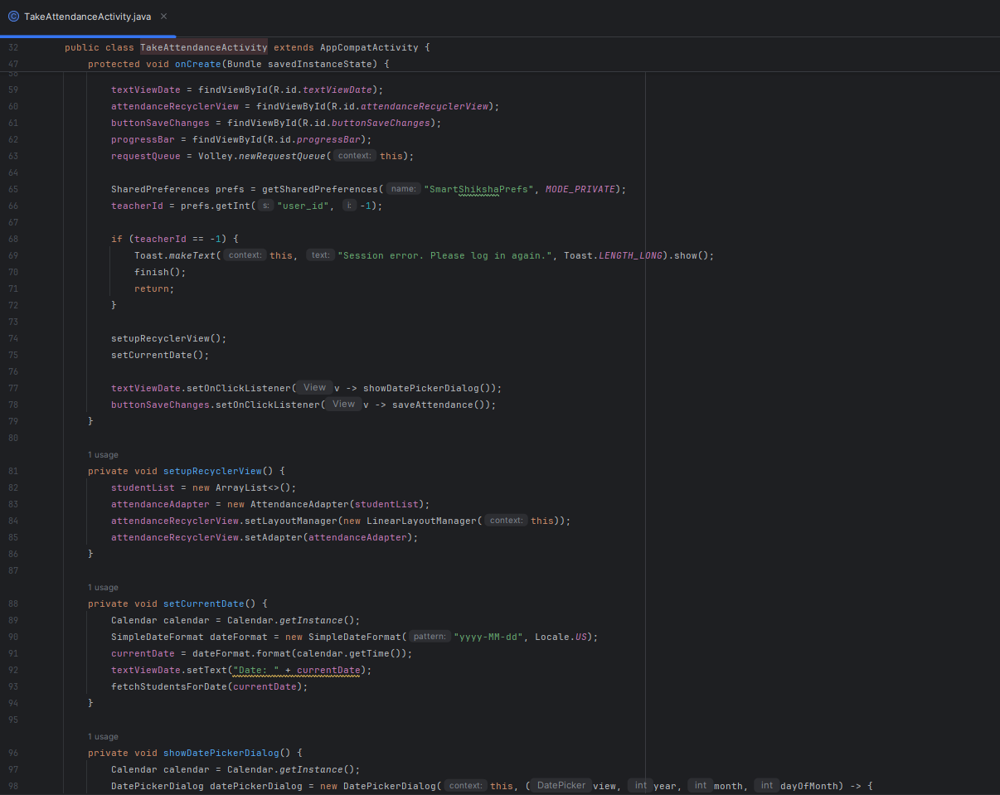 TakeAttendanceActivity.java
32 public class TakeAttendanceActivity extends AppCompatActivity {
47 protected void onCreate(Bundle savedInstanceState) {
58
59 textViewDate = findViewById(R.id.textViewDate);
60 attendanceRecyclerView = findViewById(R.id.attendanceRecyclerView);
61 buttonSaveChanges = findViewById(R.id.buttonSaveChanges);
62 progressBar = findViewById(R.id.progressBar);
63 requestQueue = Volley.newRequestQueue( context: this);
64
65 SharedPreferences prefs = getSharedPreferences( name: "SmartShikshaPrefs", MODE_PRIVATE);
66 teacherId = prefs.getInt( s: "user_id", i: -1);
67
68 if (teacherId == -1) {
69 Toast.makeText( context: this, text: "Session error. Please log in again.", Toast.LENGTH_LONG).show();
70 finish();
71 return;
72 }
73
74 setupRecyclerView();
75 setCurrentDate();
76
77 textViewDate.setOnClickListener( View v -> showDatePickerDialog());
78 buttonSaveChanges.setOnClickListener( View v -> saveAttendance());
79 }
80
1 usage
81 private void setupRecyclerView() {
82 studentList = new ArrayList<>();
83 attendanceAdapter = new AttendanceAdapter(studentList);
84 attendanceRecyclerView.setLayoutManager(new LinearLayoutManager( context: this));
85 attendanceRecyclerView.setAdapter(attendanceAdapter);
86 }
87
1 usage
88 private void setCurrentDate() {
89 Calendar calendar = Calendar.getInstance();
90 SimpleDateFormat dateFormat = new SimpleDateFormat( pattern: "yyyy-MM-dd", Locale.US);
91 currentDate = dateFormat.format(calendar.getTime());
92 textViewDate.setText("Date: " + currentDate);
93 fetchStudentsForDate(currentDate);
94 }
95
1 usage
96 private void showDatePickerDialog() {
97 Calendar calendar = Calendar.getInstance();
98 DatePickerDialog datePickerDialog = new DatePickerDialog( context: this, ( DatePicker view, int year, int month, int dayOfMonth) -> {